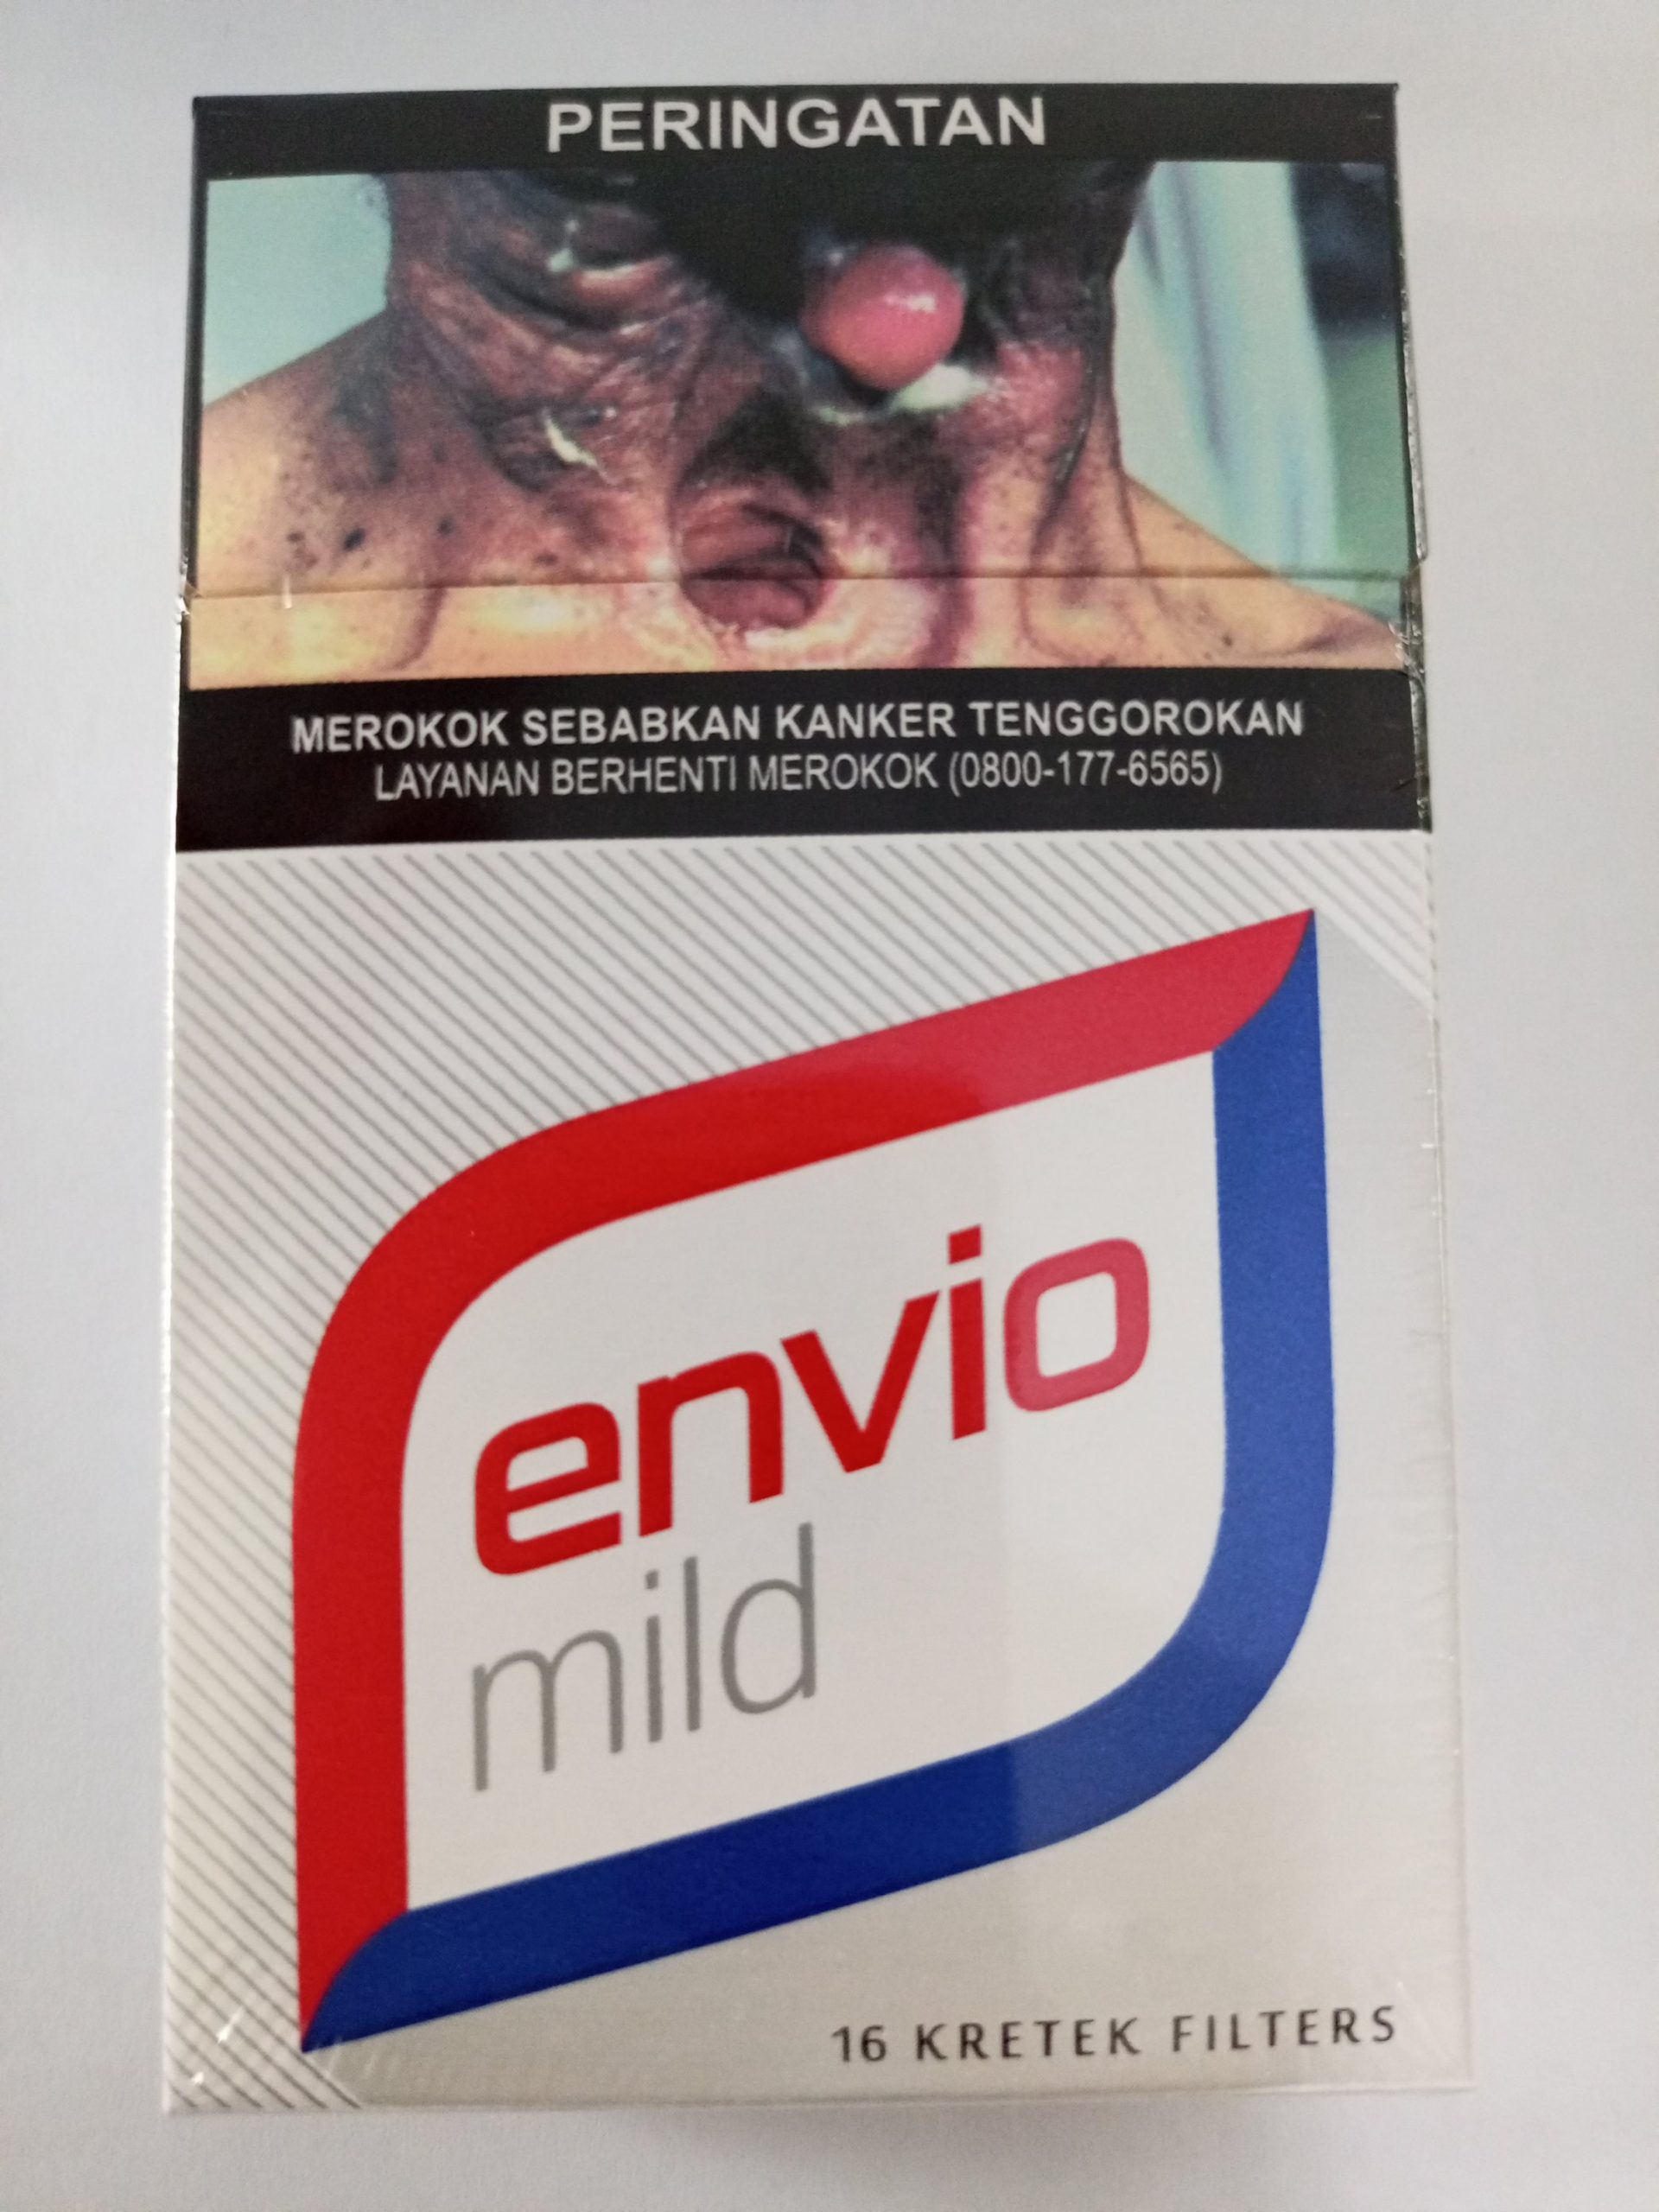 PERINGATAN
MEROKOK SEBABKAN KANKER TENGGOROKAN
LAYANAN BERHENTI MEROKOK (0800-177-6565)
envio
mild
16 KRETEK FILTERS